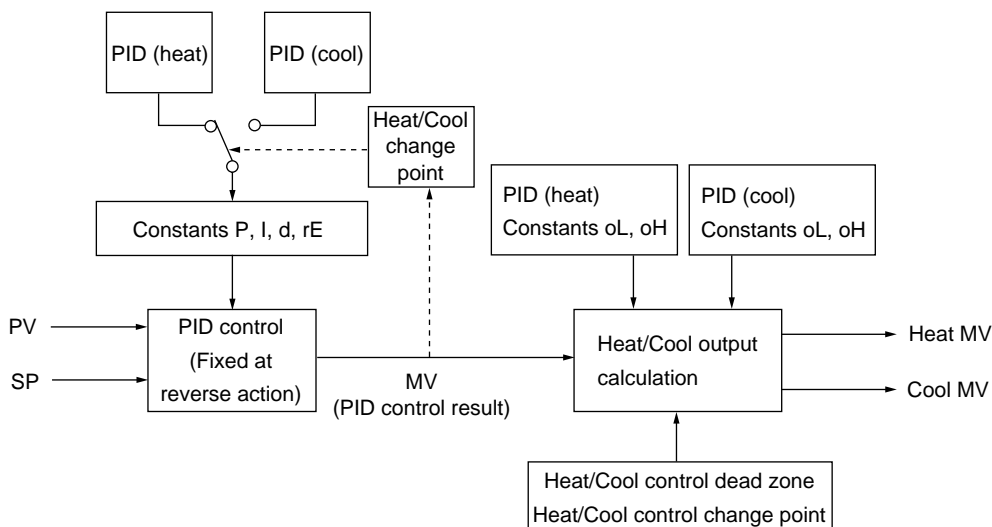 PID (heat)
PID (cool)
Heat/Cool
change
point
PID (heat)
Constants oL, oH
PID (cool)
Constants oL, oH
Constants P, I, d, rE
PV
SP
PID control
(Fixed at
reverse action)
MV
(PID control result)
Heat/Cool output
calculation
Heat MV
Cool MV
Heat/Cool control dead zone
Heat/Cool control change point